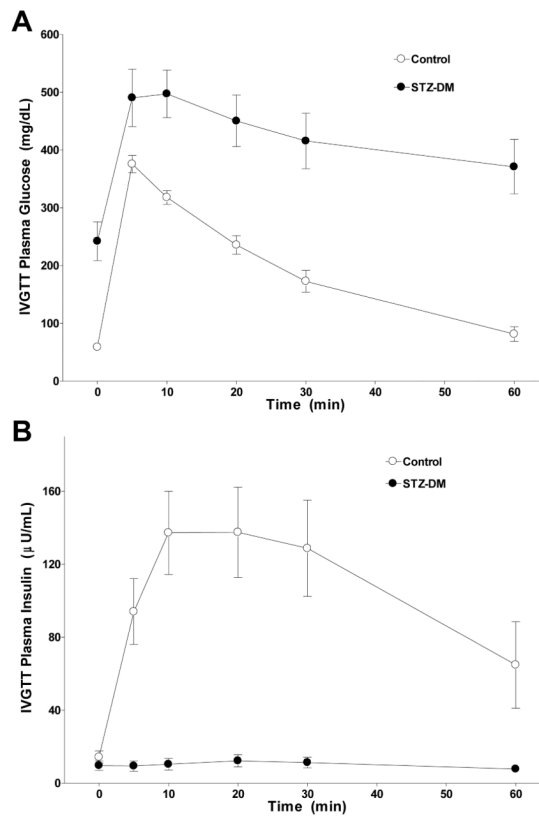 A
600
500
400
300
200
100
0
IVGTT Plasma Glucose (mg/dL)
Control
STZ-DM
0 10 20 30 40 50 60
Time (min)
B
160
120
80
40
0
IVGTT Plasma Insulin (μ U/mL)
Control
STZ-DM
0 10 20 30 40 50 60
Time (min)